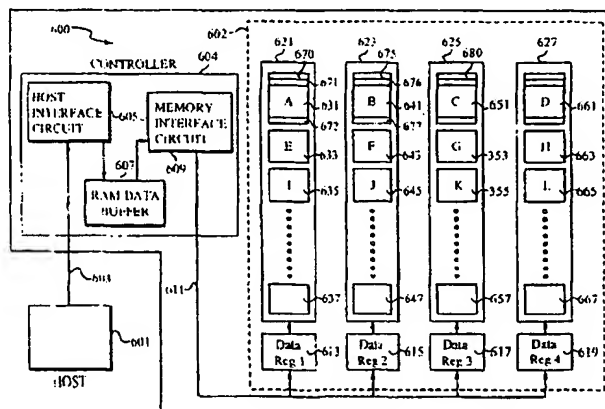 600
602
621
623
625
627
CONTROLLER
604
670
675
680
HOST
INTERFACE
CIRCUIT
605
MEMORY
INTERFACE
CIRCUIT
609
607
RAM DATA
BUFFER
671
A
631
672
676
B
641
677
C
651
D
661
E
633
F
643
G
353
H
663
I
635
J
645
K
355
L
665
637
647
657
667
603
611
601
HOST
Data
Reg 1
613
Data
Reg 2
615
Data
Reg 3
617
Data
Reg 4
619